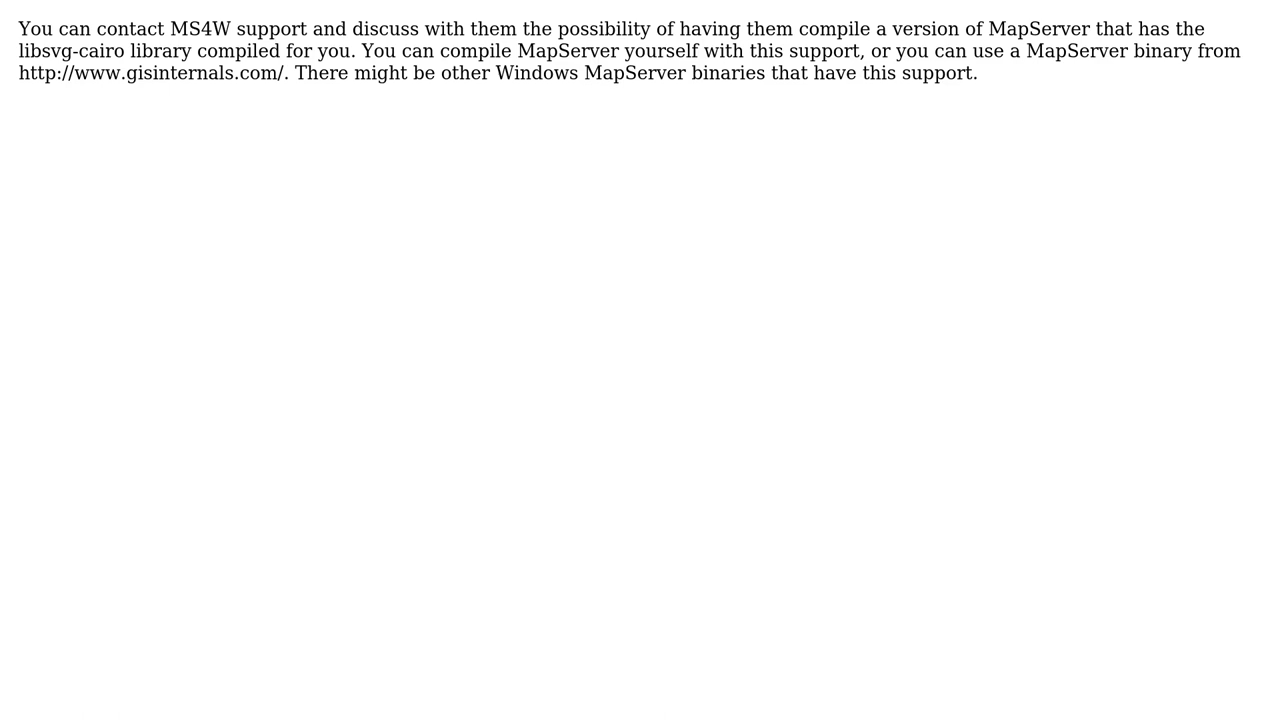 You can contact MS4W support and discuss with them the possibility of having them compile a version of MapServer that has the
libsvg-cairo library compiled for you. You can compile MapServer yourself with this support, or you can use a MapServer binary from
http://www.gisinternals.com/. There might be other Windows MapServer binaries that have this support.